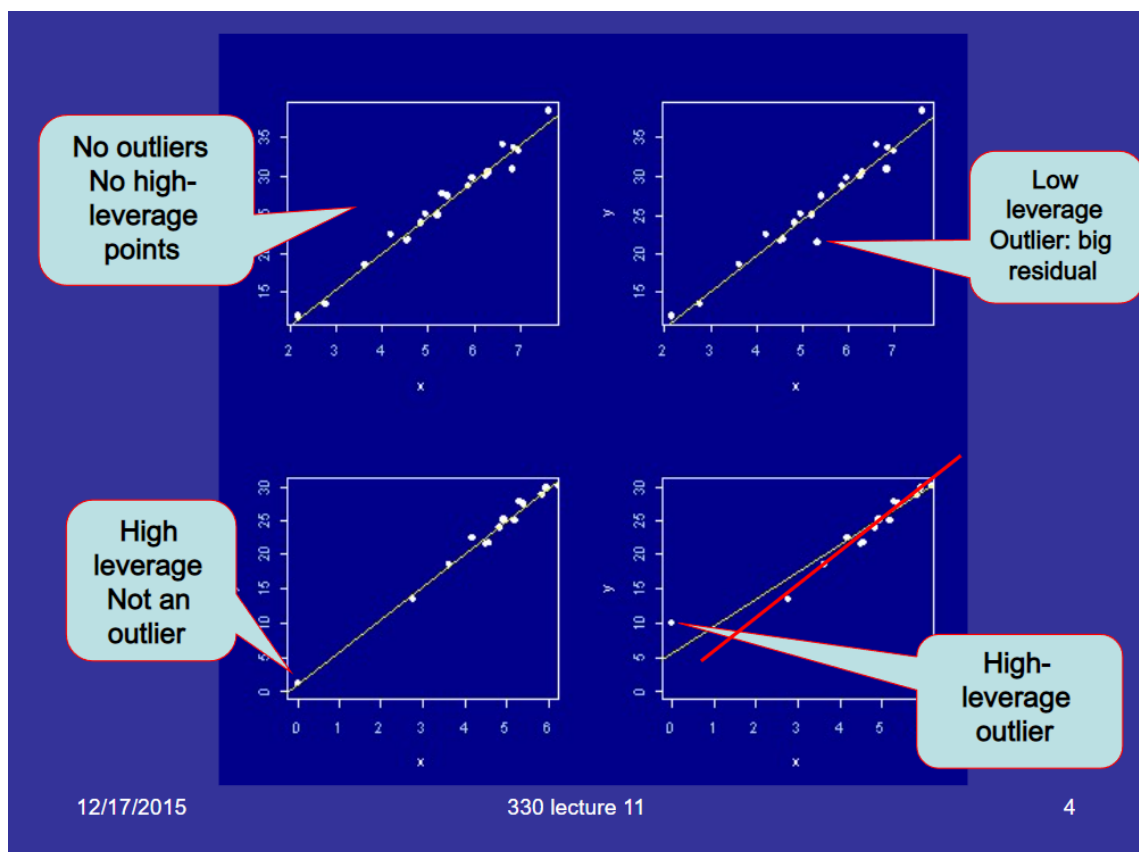 No outliers
No high-
leverage
points
35
30
25
20
15
2 3 4 5 6 7
x
Low
leverage
Outlier: big
residual
35
30
25
20
15
y
2 3 4 5 6 7
x
High
leverage
Not an
outlier
30
25
20
15
10
5
0
0 1 2 3 4 5 6
x
High-
leverage
outlier
30
25
20
15
10
5
0
y
0 1 2 3 4 5
x
12/17/2015 330 lecture 11 4